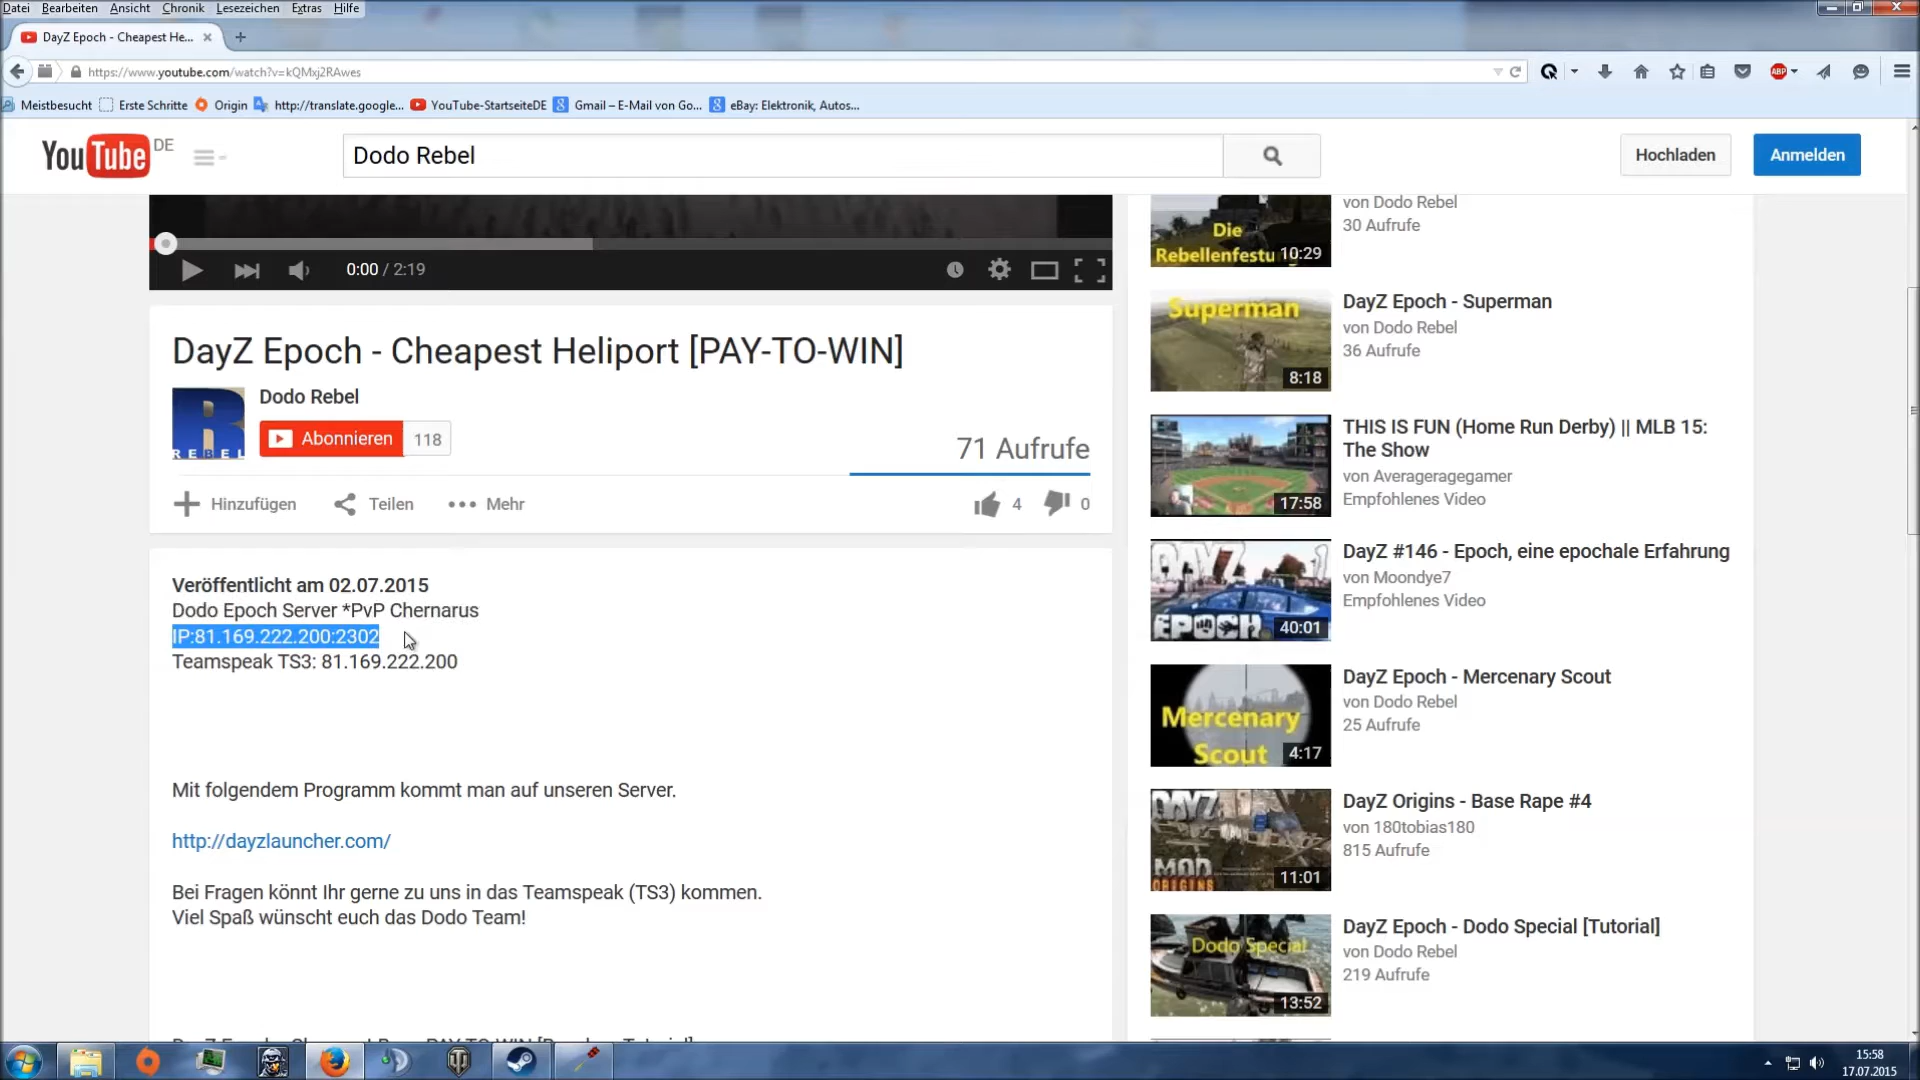 Datei Bearbeiten Ansicht Chronik Lesezeichen Extras Hilfe
DayZ Epoch - Cheapest He...
https://www.youtube.com/watch?v=kQMxj2RAwes
ABP
Meistbesucht Erste Schritte Origin http://translate.google... YouTube-StartseiteDE Gmail – E-Mail von Go... eBay: Elektronik, Autos...
YouTube DE
Dodo Rebel
Hochladen
Anmelden
0:00 / 2:19
DayZ Epoch - Cheapest Heliport [PAY-TO-WIN]
R
REBEL
Dodo Rebel
Abonnieren 118
71 Aufrufe
Hinzufügen Teilen Mehr
4 0
Veröffentlicht am 02.07.2015
Dodo Epoch Server *PvP Chernarus
IP:81.169.222.200:2302
Teamspeak TS3: 81.169.222.200
Mit folgendem Programm kommt man auf unseren Server.
http://dayzlauncher.com/
Bei Fragen könnt Ihr gerne zu uns in das Teamspeak (TS3) kommen.
Viel Spaß wünscht euch das Dodo Team!
Die
10:29
von Dodo Rebel
30 Aufrufe
Superman
8:18
DayZ Epoch - Superman
von Dodo Rebel
36 Aufrufe
17:58
THIS IS FUN (Home Run Derby) || MLB 15:
The Show
von Averageragegamer
Empfohlenes Video
DAYZ
EPOCH
40:01
DayZ #146 - Epoch, eine epochale Erfahrung
von Moondye7
Empfohlenes Video
Mercenary
Scout
4:17
DayZ Epoch - Mercenary Scout
von Dodo Rebel
25 Aufrufe
DAYZ
MOD
ORIGINS
11:01
DayZ Origins - Base Rape #4
von 180tobias180
815 Aufrufe
Dodo Special
13:52
DayZ Epoch - Dodo Special [Tutorial]
von Dodo Rebel
219 Aufrufe
15:58
17.07.2015